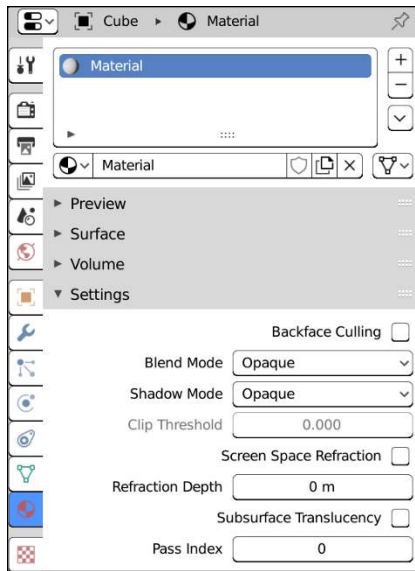 Cube Material
Material
Material
Preview
Surface
Volume
Settings
Backface Culling
Blend Mode Opaque
Shadow Mode Opaque
Clip Threshold 0.000
Screen Space Refraction
Refraction Depth 0 m
Subsurface Translucency
Pass Index 0